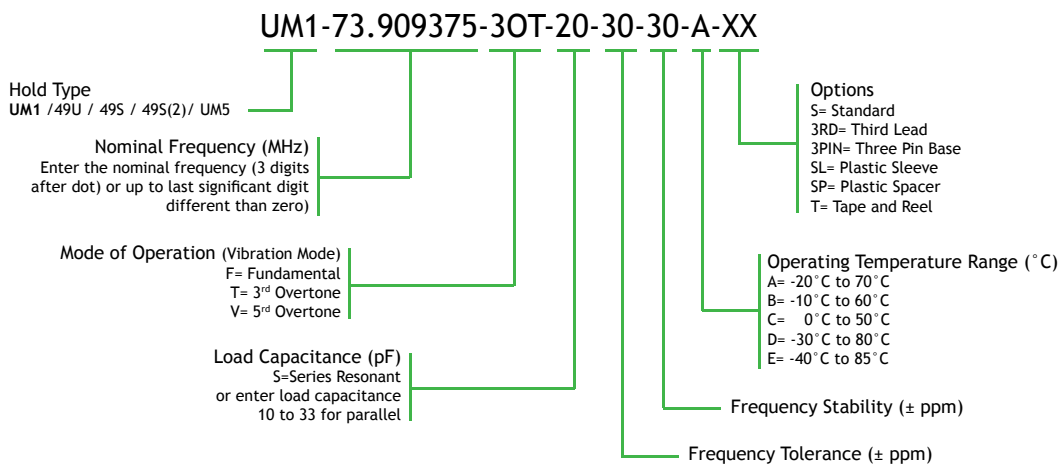 UM1-73.909375-3OT-20-30-30-A-XX
Hold Type
UM1 /49U / 49S / 49S(2)/ UM5
Nominal Frequency (MHz)
Enter the nominal frequency (3 digits
after dot) or up to last significant digit
different than zero)
Mode of Operation (Vibration Mode)
F= Fundamental
T= 3rd Overtone
V= 5rd Overtone
Load Capacitance (pF)
S=Series Resonant
or enter load capacitance
10 to 33 for parallel
Options
S= Standard
3RD= Third Lead
3PIN= Three Pin Base
SL= Plastic Sleeve
SP= Plastic Spacer
T= Tape and Reel
Operating Temperature Range (°C)
A= -20°C to 70°C
B= -10°C to 60°C
C= 0°C to 50°C
D= -30°C to 80°C
E= -40°C to 85°C
Frequency Stability (± ppm)
Frequency Tolerance (± ppm)